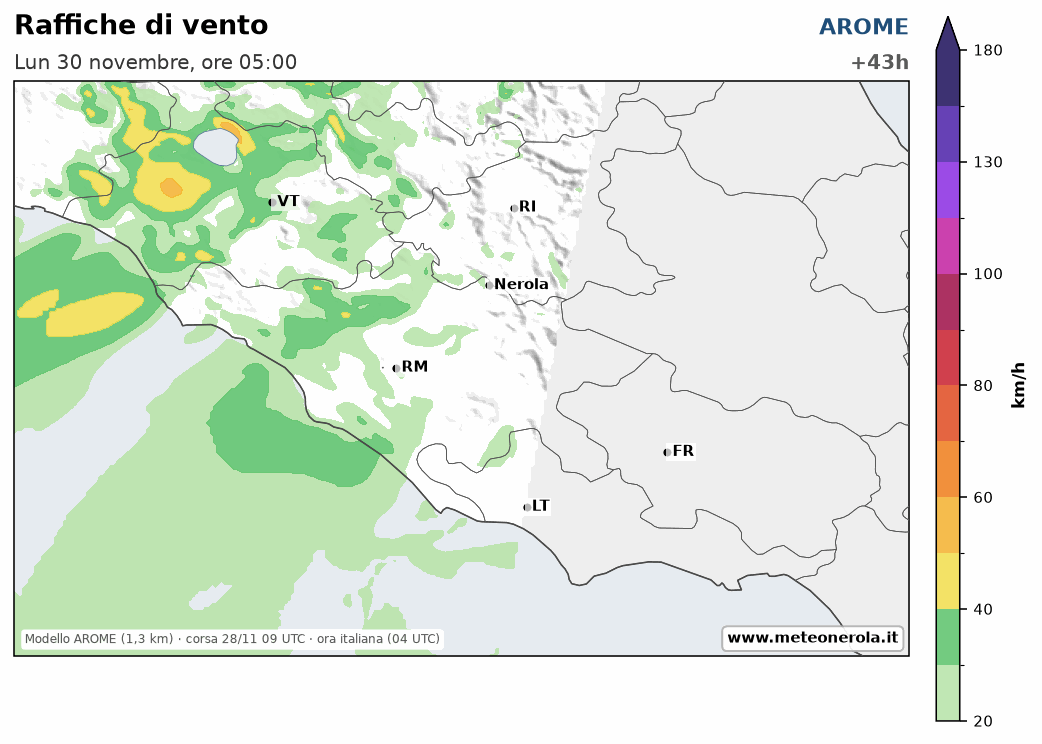 Raffiche di vento
AROME
Lun 30 novembre, ore 05:00
+43h
VT
RI
Nerola
RM
FR
LT
Modello AROME (1,3 km) · corsa 28/11 09 UTC · ora italiana (04 UTC)
www.meteonerola.it
180
130
100
80
60
40
20
km/h